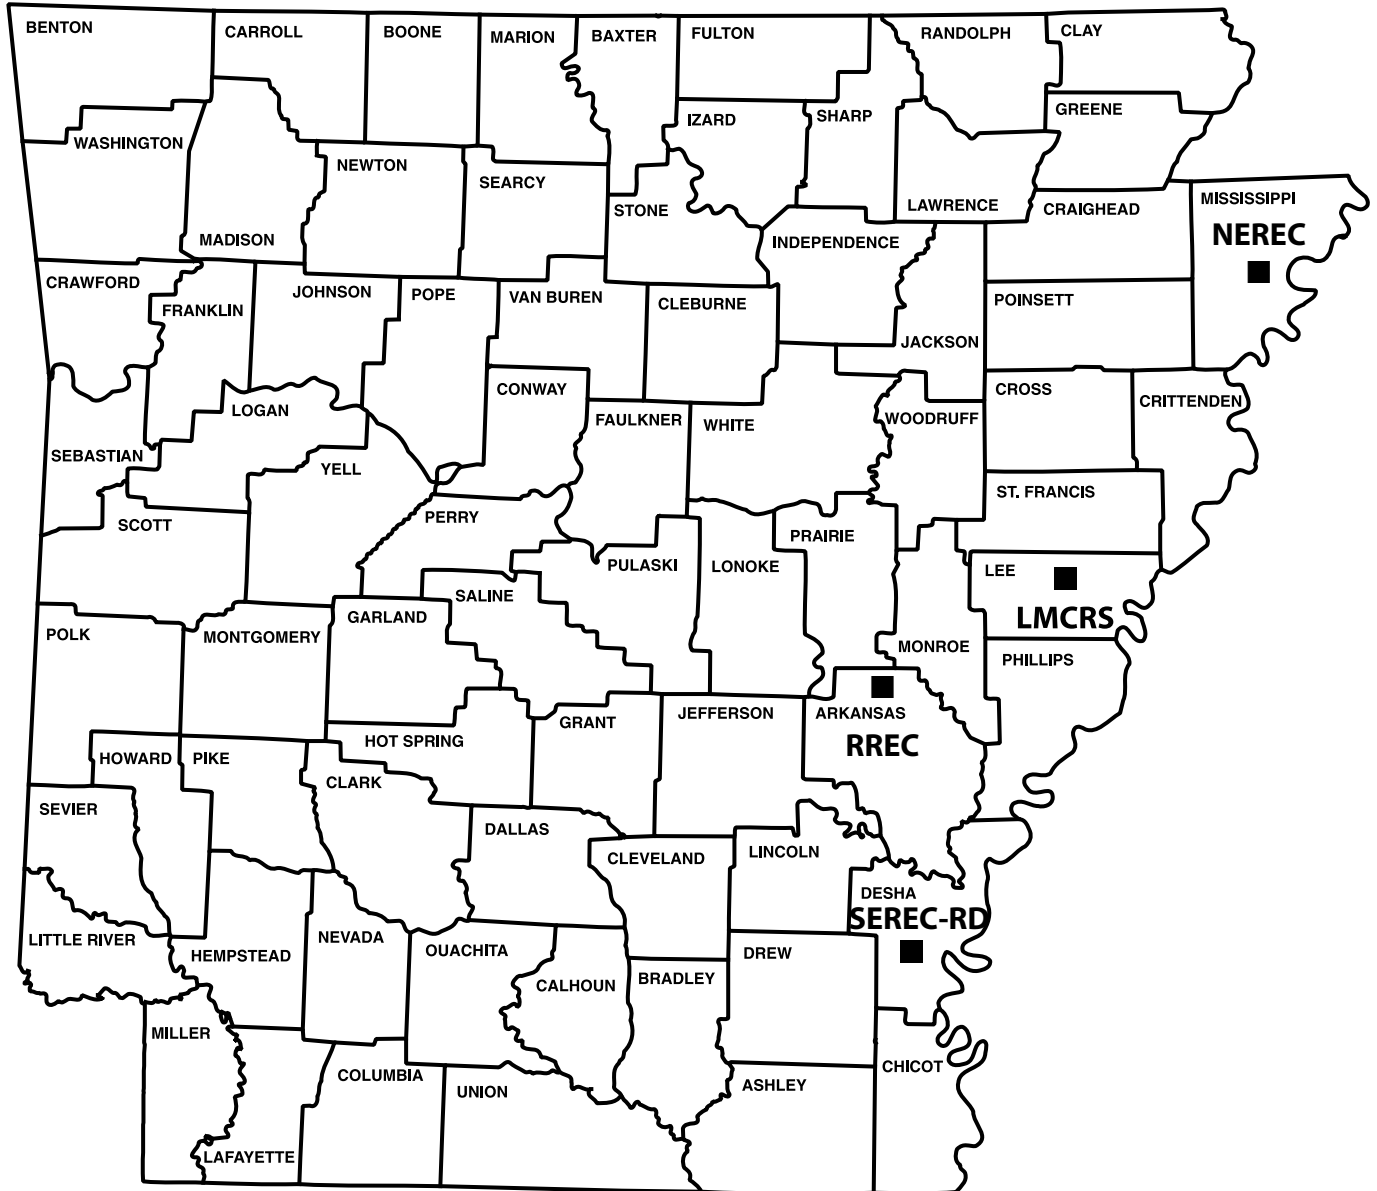 BENTON
CARROLL
BOONE
MARION
BAXTER
FULTON
RANDOLPH
CLAY
WASHINGTON
NEWTON
SEARCY
IZARD
SHARP
GREENE
MADISON
STONE
LAWRENCE
CRAIGHEAD
MISSISSIPPI
NEREC
INDEPENDENCE
CRAWFORD
FRANKLIN
JOHNSON
POPE
VAN BUREN
CLEBURNE
JACKSON
POINSETT
LOGAN
CONWAY
FAULKNER
WHITE
WOODRUFF
CROSS
CRITTENDEN
SEBASTIAN
YELL
ST. FRANCIS
SCOTT
PERRY
PULASKI
LONOKE
PRAIRIE
LEE
LMCRS
POLK
MONTGOMERY
GARLAND
SALINE
MONROE
PHILLIPS
HOWARD
PIKE
HOT SPRING
GRANT
JEFFERSON
ARKANSAS
RREC
SEVIER
CLARK
DALLAS
CLEVELAND
LINCOLN
DESHA
SEREC-RD
LITTLE RIVER
HEMPSTEAD
NEVADA
OUACHITA
CALHOUN
BRADLEY
DREW
MILLER
COLUMBIA
UNION
ASHLEY
CHICOT
LAFAYETTE